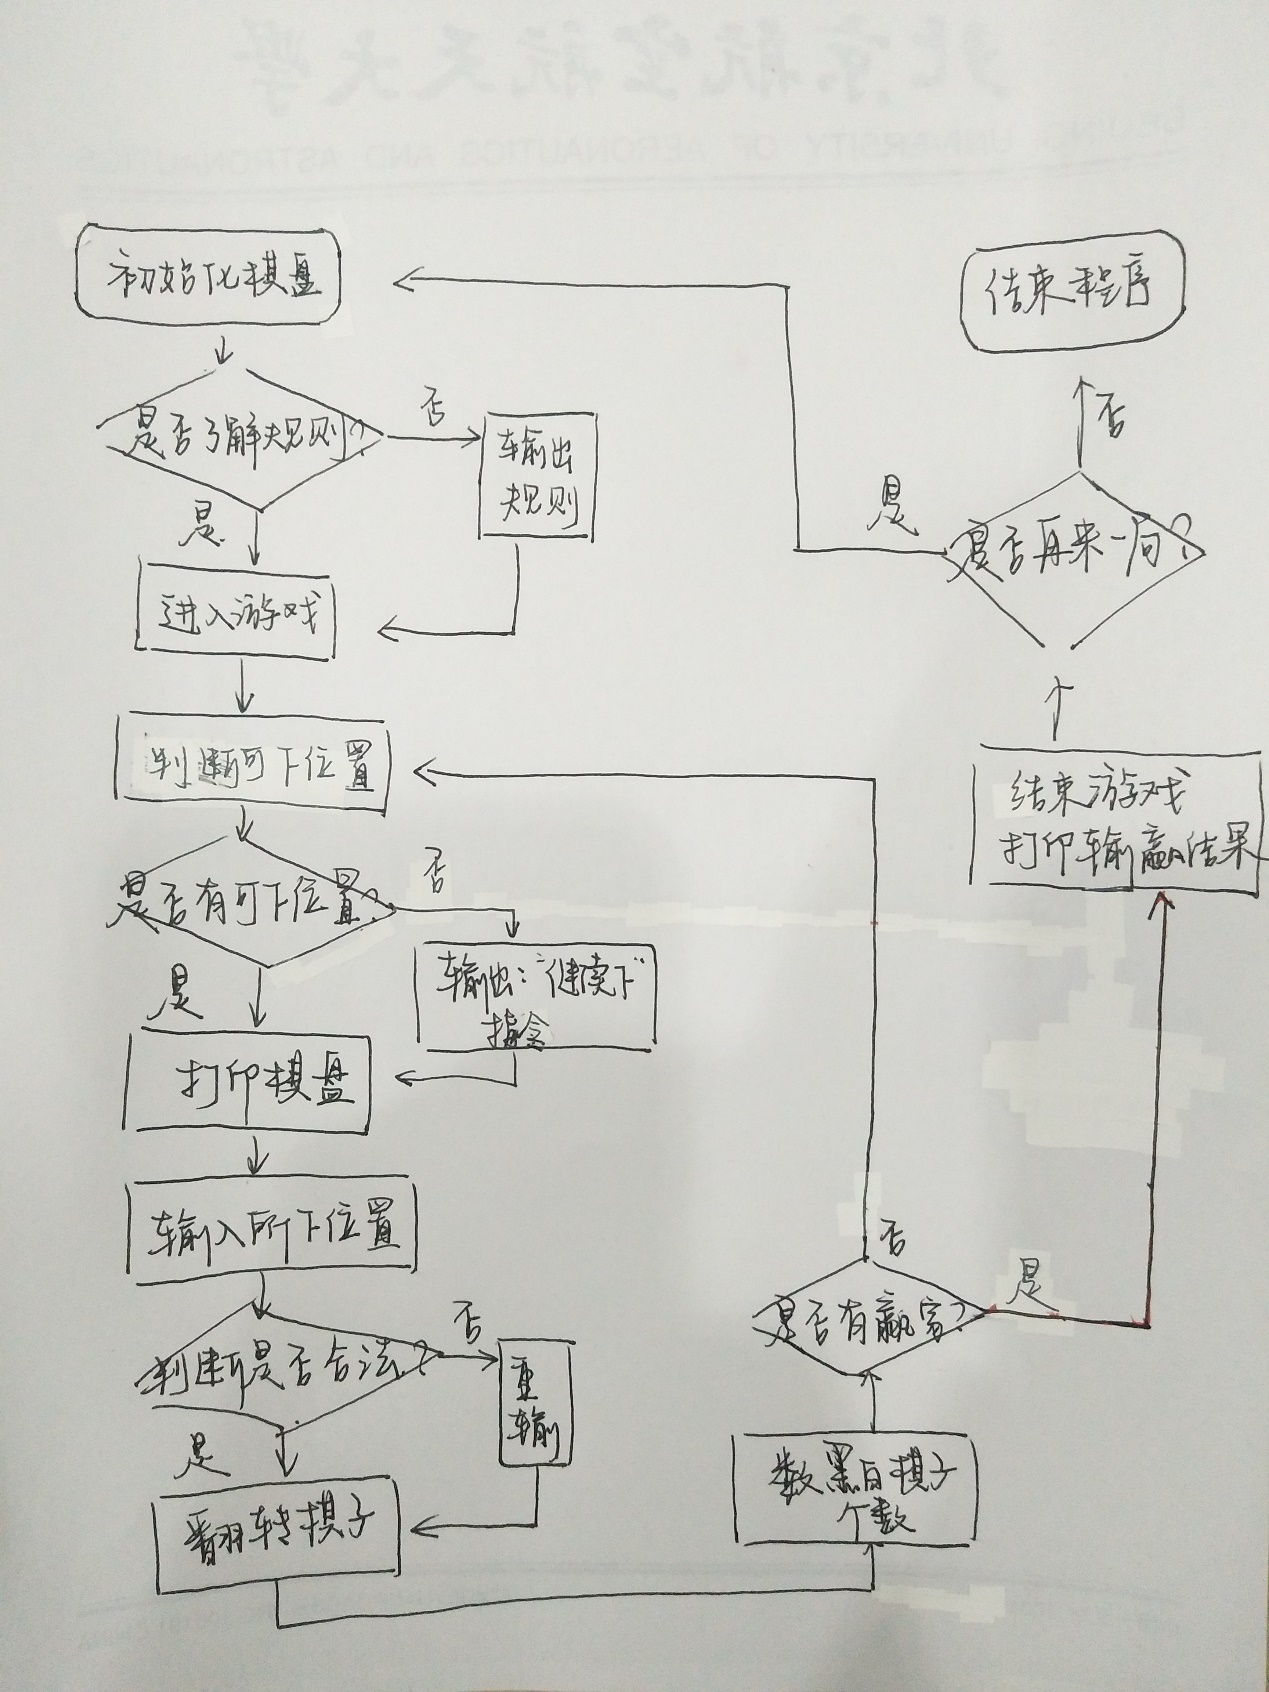 北京航空航天大学
BEIJING UNIVERSITY OF AERONAUTICS AND ASTRONAUTICS
初始化棋盘
是否了解规则?
否
输出
规则
是
进入游戏
判断可下位置
是否有可下位置?
否
输出:"继续下"
指令
是
打印棋盘
输入所下位置
判断是否合法?
否
重
输
是
翻转棋子
数黑白棋子
个数
是否有赢家?
否
是
结束游戏
打印输赢结果
是否再来一局?
是
否
结束程序